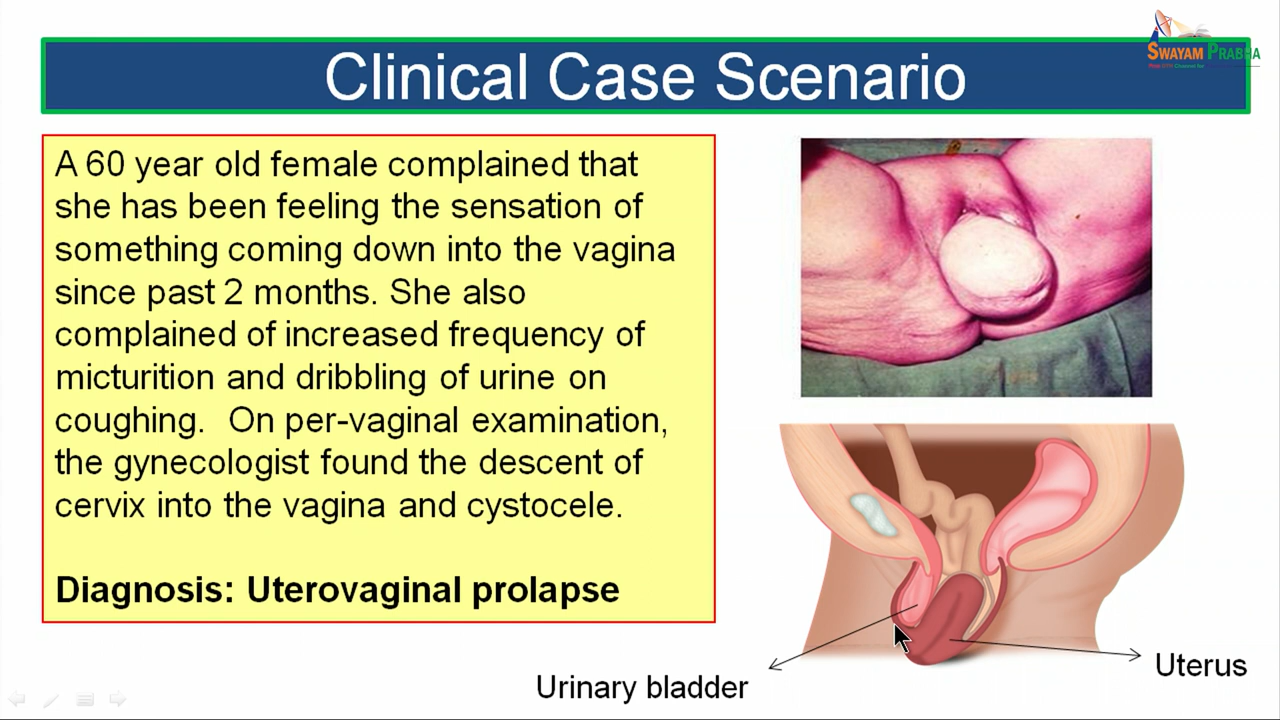 Clinical Case Scenario
SWAYAM PRABHA
A 60 year old female complained that
she has been feeling the sensation of
something coming down into the vagina
since past 2 months. She also
complained of increased frequency of
micturition and dribbling of urine on
coughing.  On per-vaginal examination,
the gynecologist found the descent of
cervix into the vagina and cystocele.
Diagnosis: Uterovaginal prolapse
Urinary bladder
Uterus